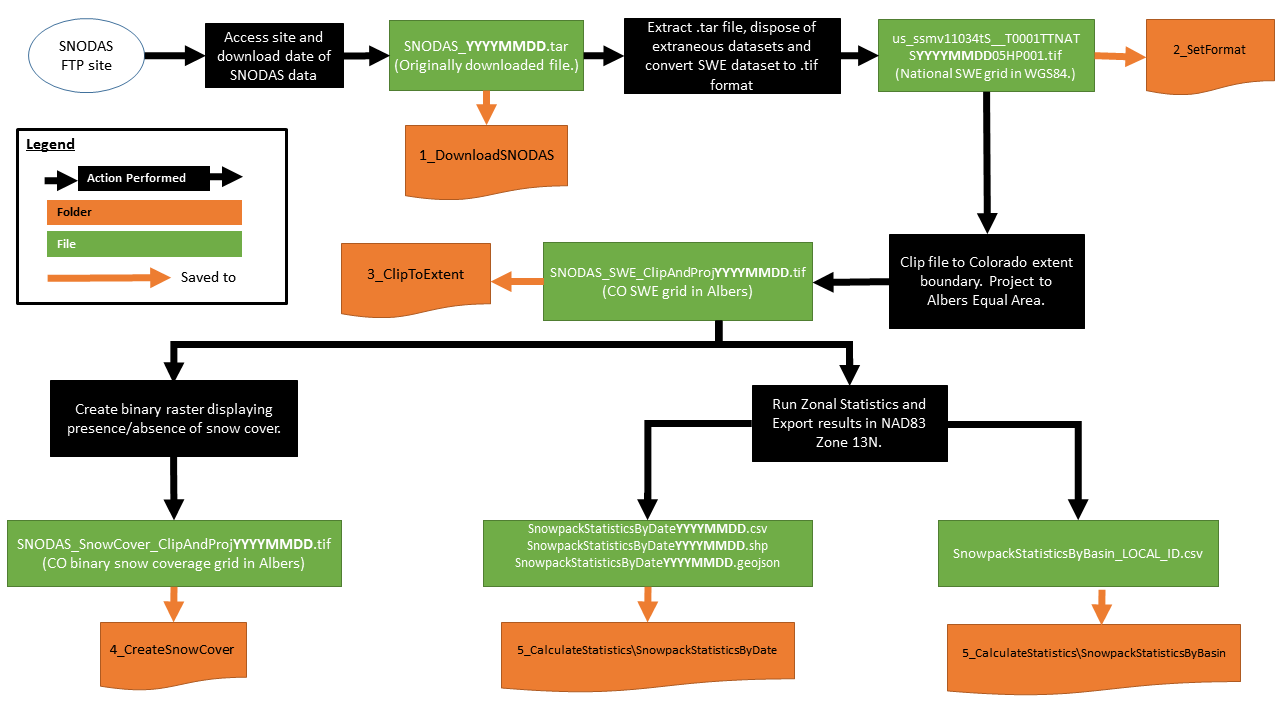 SNODAS
FTP site
Access site and
download date of
SNODAS data
SNODAS_YYYYMMDD.tar
(Originally downloaded file.)
Extract .tar file, dispose of
extraneous datasets and
convert SWE dataset to .tif
format
us_ssmv11034tS__T0001TTNAT
SYYYYMMDD05HP001.tif
(National SWE grid in WGS84.)
2_SetFormat
1_DownloadSNODAS
Legend
Action Performed
Folder
File
Saved to
3_ClipToExtent
SNODAS_SWE_ClipAndProjYYYYMMDD.tif
(CO SWE grid in Albers)
Clip file to Colorado extent
boundary. Project to
Albers Equal Area.
Create binary raster displaying
presence/absence of snow cover.
Run Zonal Statistics and
Export results in NAD83
Zone 13N.
SNODAS_SnowCover_ClipAndProjYYYYMMDD.tif
(CO binary snow coverage grid in Albers)
SnowpackStatisticsByDateYYYYMMDD.csv
SnowpackStatisticsByDateYYYYMMDD.shp
SnowpackStatisticsByDateYYYYMMDD.geojson
SnowpackStatisticsByBasin_LOCAL_ID.csv
4_CreateSnowCover
5_CalculateStatistics\SnowpackStatisticsByDate
5_CalculateStatistics\SnowpackStatisticsByBasin